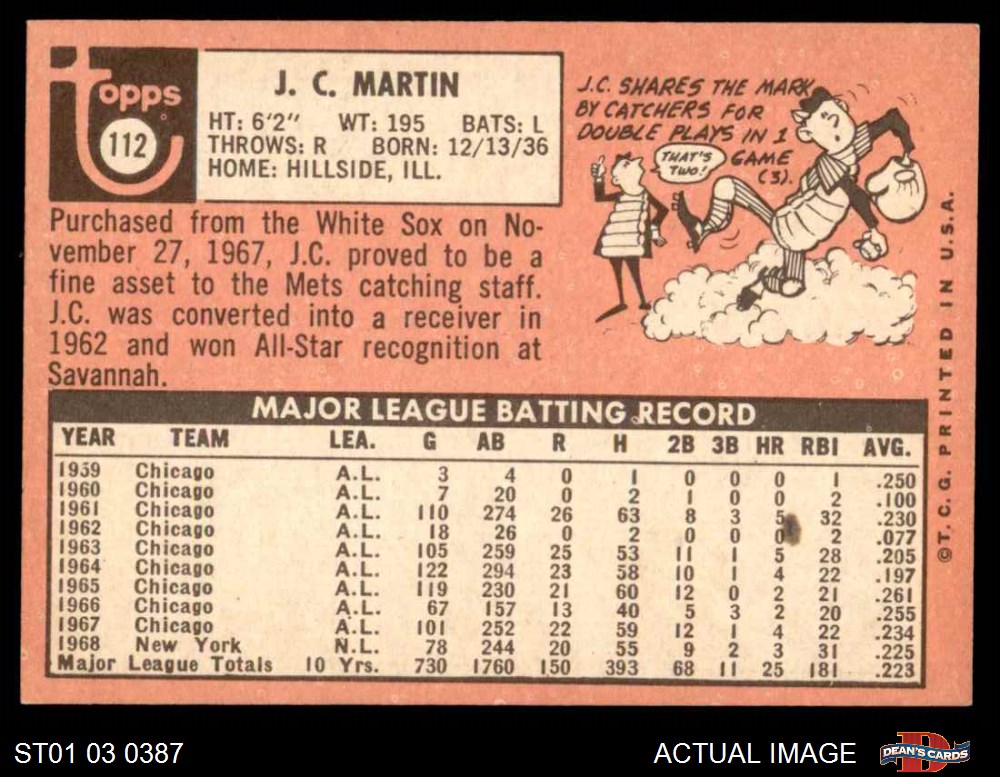 topps
112
J. C. MARTIN
HT: 6'2" WT: 195 BATS: L
THROWS: R BORN: 12/13/36
HOME: HILLSIDE, ILL.
J.C. SHARES THE MARK
BY CATCHERS FOR
DOUBLE PLAYS IN 1
GAME
(3).
THAT'S
TWO!
Purchased from the White Sox on No-
vember 27, 1967, J.C. proved to be a
fine asset to the Mets catching staff.
J.C. was converted into a receiver in
1962 and won All-Star recognition at
Savannah.
MAJOR LEAGUE BATTING RECORD
YEAR TEAM LEA. G AB R H 2B 3B HR RBI AVG.
1959 Chicago A.L. 3 4 0 1 0 0 0 1 .250
1960 Chicago A.L. 7 20 0 2 1 0 0 2 .100
1961 Chicago A.L. 110 274 26 63 8 3 5 32 .230
1962 Chicago A.L. 18 26 0 2 0 0 0 2 .077
1963 Chicago A.L. 105 259 25 53 11 1 5 28 .205
1964 Chicago A.L. 122 294 23 58 10 1 4 22 .197
1965 Chicago A.L. 119 230 21 60 12 0 2 21 .261
1966 Chicago A.L. 67 157 13 40 5 3 2 20 .255
1967 Chicago A.L. 101 252 22 59 12 1 4 22 .234
1968 New York N.L. 78 244 20 55 9 2 3 31 .225
Major League Totals 10 Yrs. 730 1760 150 393 68 11 25 181 .223
©T. C. G. PRINTED IN U.S.A.
ST01 03 0387
ACTUAL IMAGE
D
DEAN'S CARDS